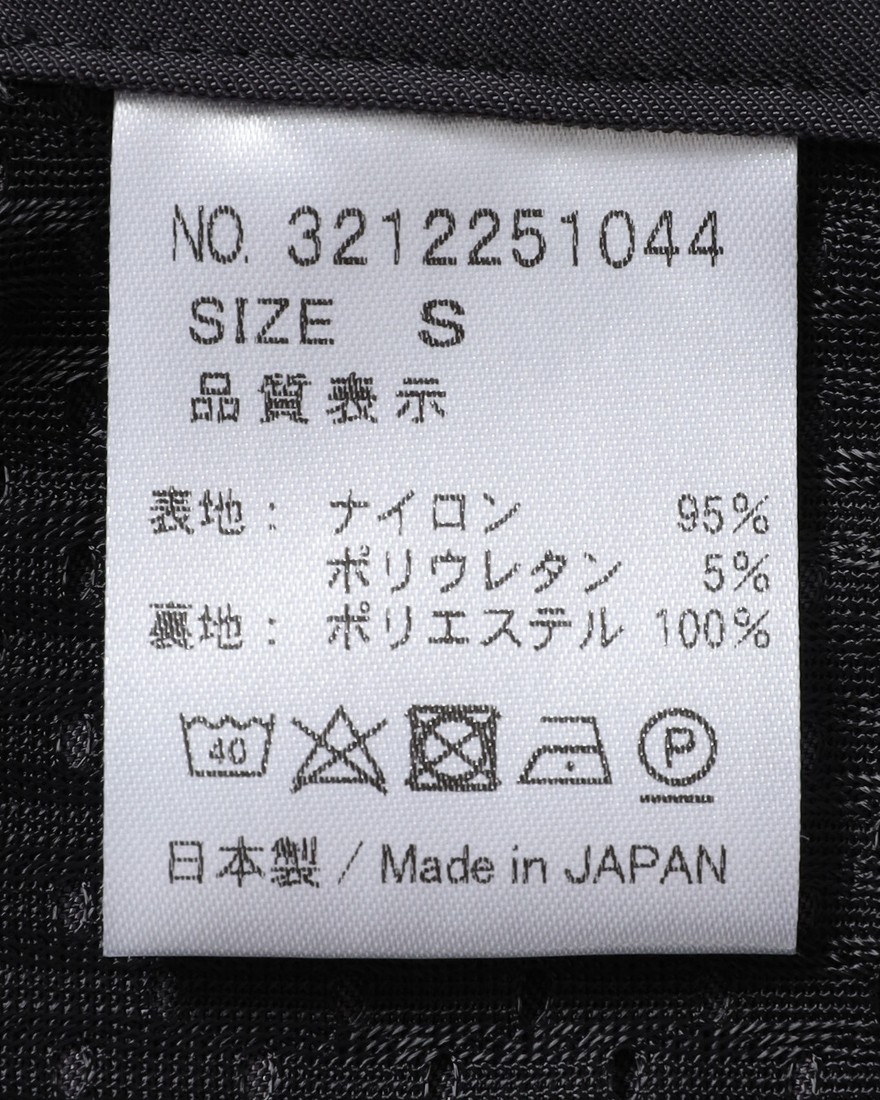 NO. 3212251044
SIZE S
品質表示
表地： ナイロン 95%
ポリウレタン 5%
裏地： ポリエステル 100%
40 P
日本製 / Made in JAPAN